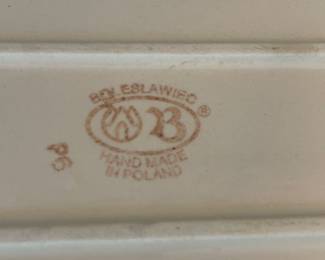 BOLESLAWIEC
B ®
HAND MADE
IN POLAND
P6